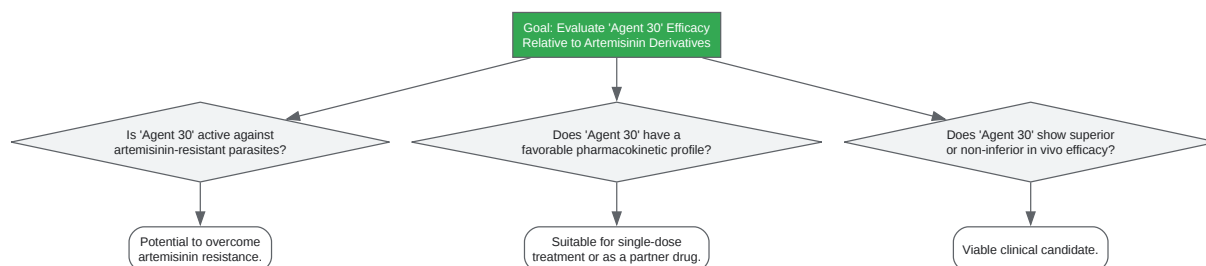 Goal: Evaluate 'Agent 30' Efficacy
Relative to Artemisinin Derivatives
Is 'Agent 30' active against
artemisinin-resistant parasites?
Does 'Agent 30' have a
favorable pharmacokinetic profile?
Does 'Agent 30' show superior
or non-inferior in vivo efficacy?
Potential to overcome
artemisinin resistance.
Suitable for single-dose
treatment or as a partner drug.
Viable clinical candidate.